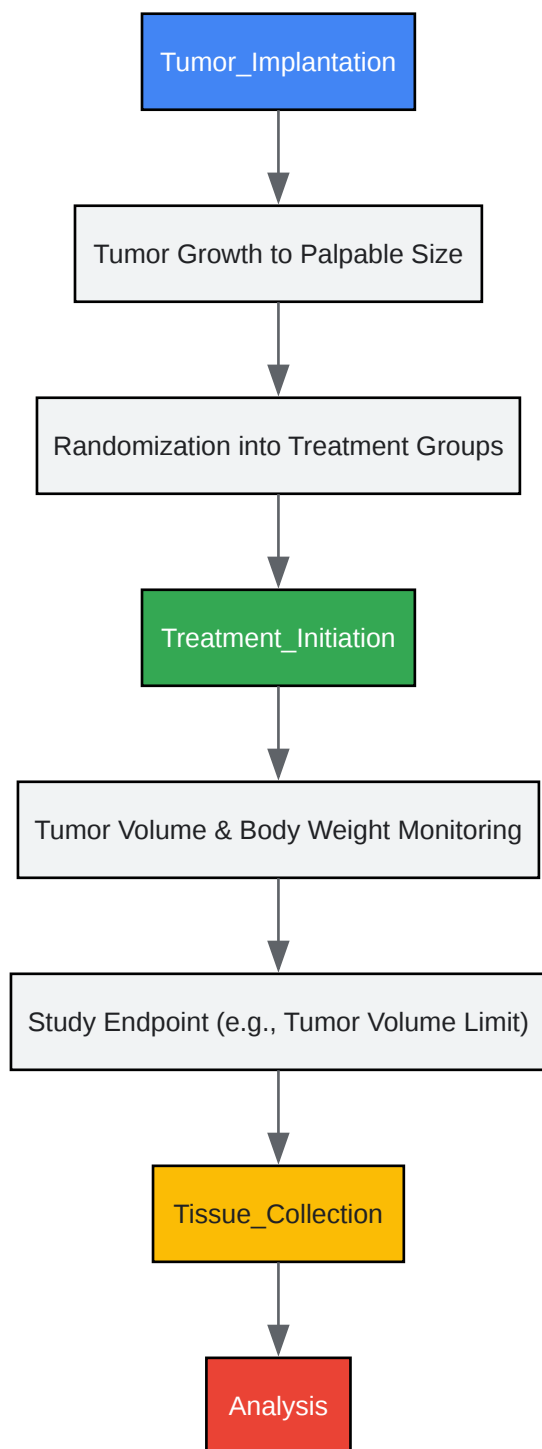 Tumor_Implantation
Tumor Growth to Palpable Size
Randomization into Treatment Groups
Treatment_Initiation
Tumor Volume & Body Weight Monitoring
Study Endpoint (e.g., Tumor Volume Limit)
Tissue_Collection
Analysis